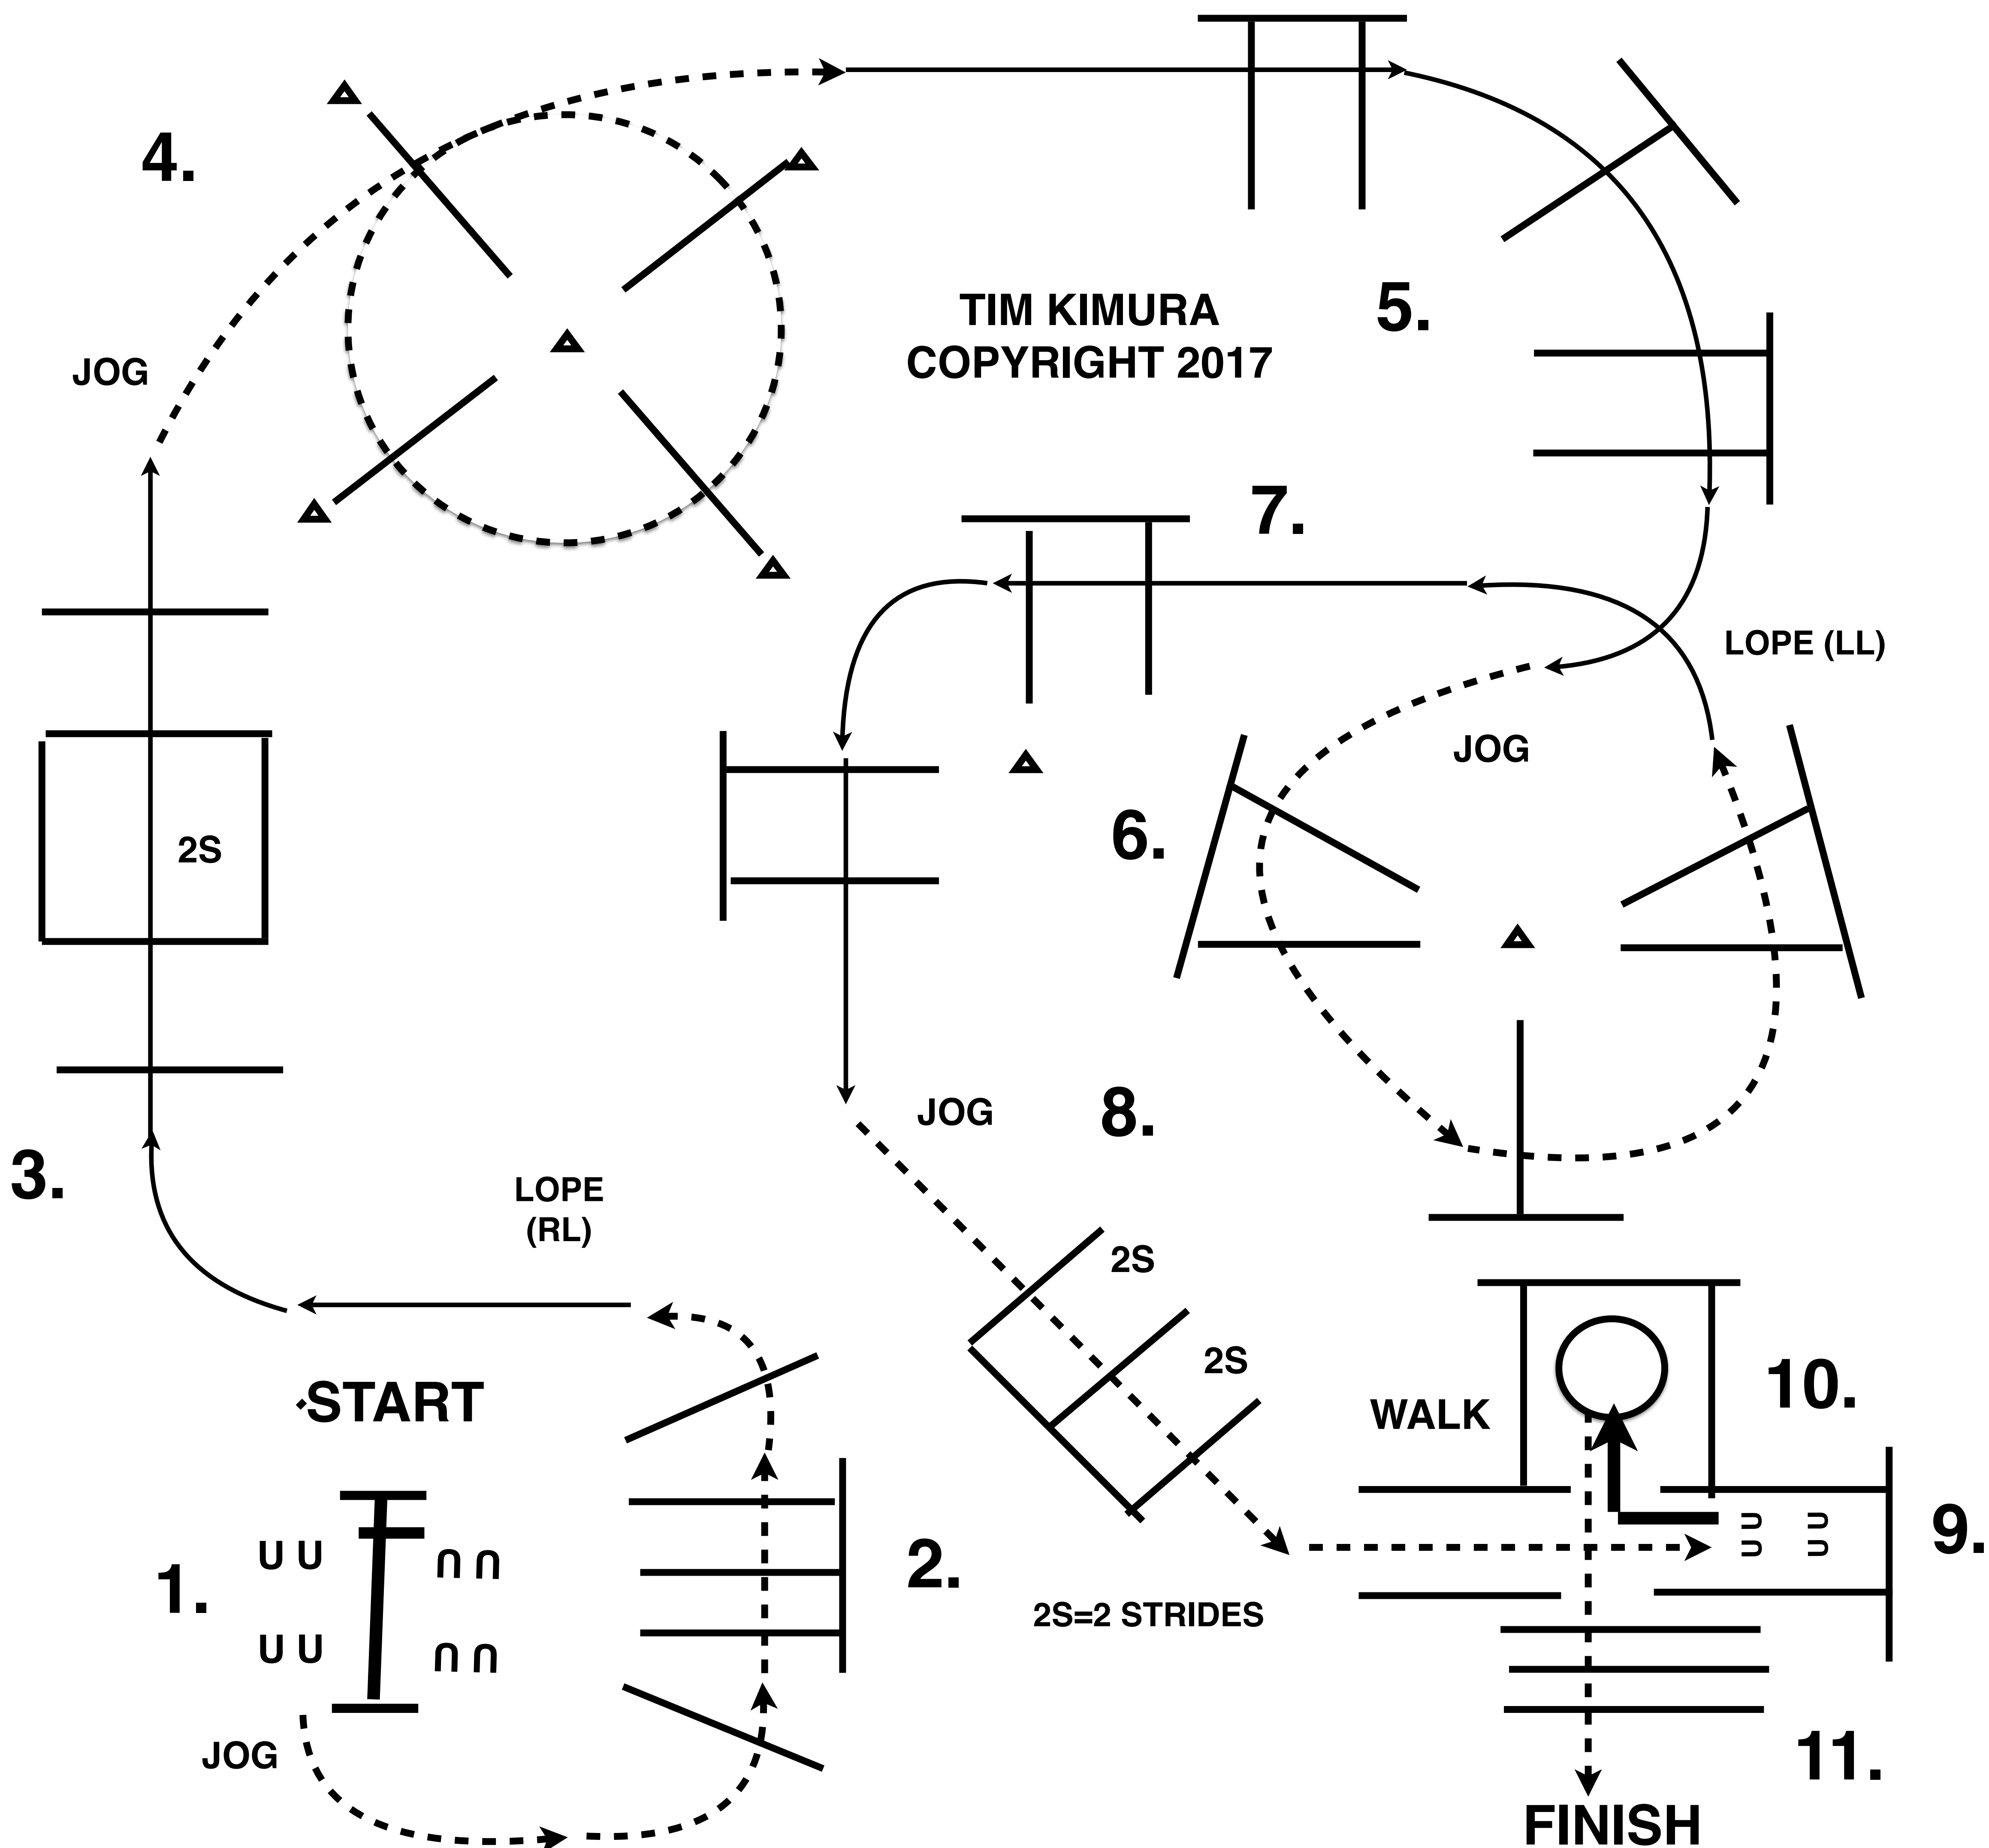 4.
TIM KIMURA
COPYRIGHT 2017
5.
JOG
7.
LOPE (LL)
JOG
6.
2S
JOG
8.
3.
LOPE
(RL)
2S
START
2S
WALK
10.
1.
U U
U U
2.
9.
2S=2 STRIDES
JOG
11.
FINISH